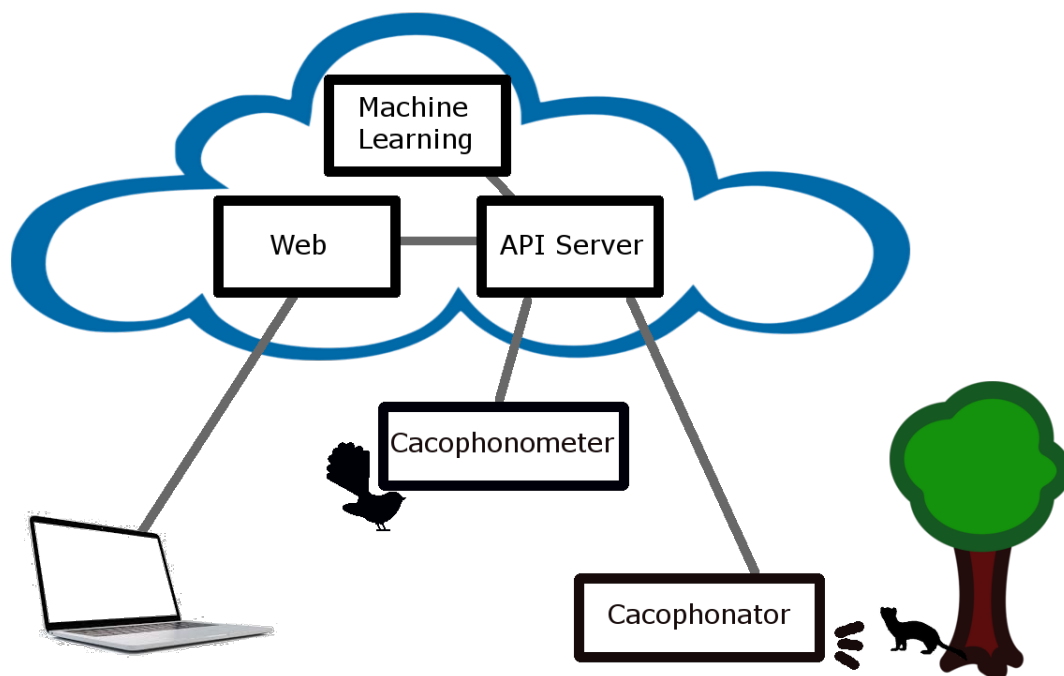 Machine
Learning
Web
API Server
Cacophonometer
Cacophonator